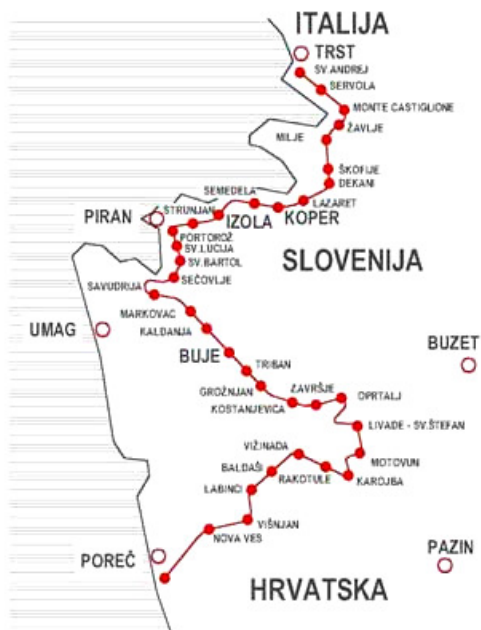 ITALIJA
TRST
SV.ANDREJ
SERVOLA
MONTE CASTIGLIONE
ŽAVLJE
MILJE
ŠKOFIJE
DEKANI
SEMEDELA
LAZARET
STRUNJAN
PIRAN
IZOLA
KOPER
PORTOROŽ
SV.LUCIJA
SV.BARTOL
SLOVENIJA
SEČOVLJE
SAVUDRIJA
MARKOVAC
UMAG
KALDANJA
BUZET
BUJE
TRIBAN
GROŽNJAN
ZAVRŠJE
OPRTALJ
KOSTANJEVICA
LIVADE - SV.ŠTEFAN
VIŽINADA
MOTOVUN
BALDAŠI
RAKOTULE
KAROJBA
LABINCI
VIŠNJAN
NOVA VES
POREČ
PAZIN
HRVATSKA